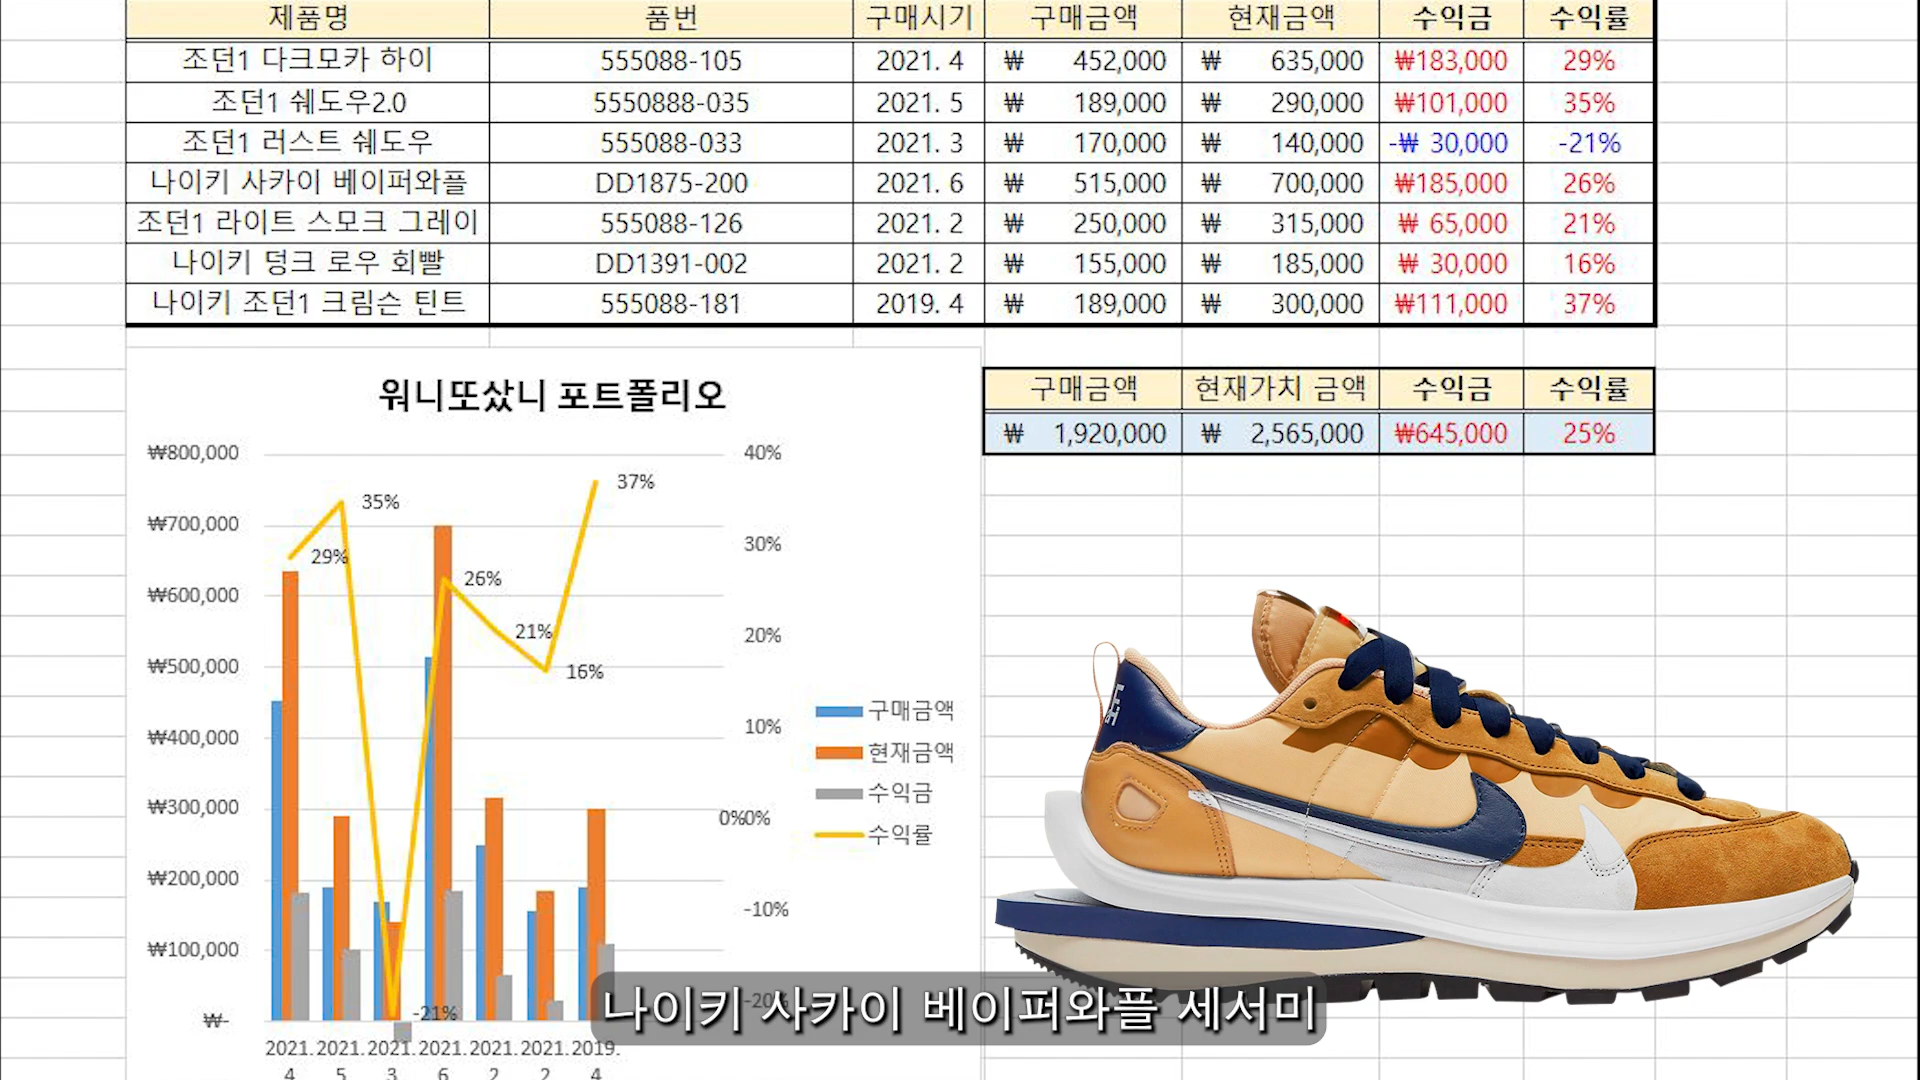 제품명 품번 구매시기 구매금액 현재금액 수익금 수익률
조던1 다크모카 하이 555088-105 2021. 4 ₩ 452,000 ₩ 635,000 ₩183,000 29%
조던1 쉐도우2.0 5550888-035 2021. 5 ₩ 189,000 ₩ 290,000 ₩101,000 35%
조던1 러스트 쉐도우 555088-033 2021. 3 ₩ 170,000 ₩ 140,000 -₩ 30,000 -21%
나이키 사카이 베이퍼와플 DD1875-200 2021. 6 ₩ 515,000 ₩ 700,000 ₩185,000 26%
조던1 라이트 스모크 그레이 555088-126 2021. 2 ₩ 250,000 ₩ 315,000 ₩ 65,000 21%
나이키 덩크 로우 회빨 DD1391-002 2021. 2 ₩ 155,000 ₩ 185,000 ₩ 30,000 16%
나이키 조던1 크림슨 틴트 555088-181 2019. 4 ₩ 189,000 ₩ 300,000 ₩111,000 37%
구매금액 현재가치 금액 수익금 수익률
₩ 1,920,000 ₩ 2,565,000 ₩645,000 25%
워니또샀니 포트폴리오
₩800,000
₩700,000
₩600,000
₩500,000
₩400,000
₩300,000
₩200,000
₩100,000
₩-
40%
30%
20%
10%
0%0%
-10%
-20%
29%
35%
-21%
26%
21%
16%
37%
구매금액
현재금액
수익금
수익률
2021. 2021. 2021. 2021. 2021. 2021. 2019.
4 5 3 6 2 2 4
나이키 사카이 베이퍼와플 세서미